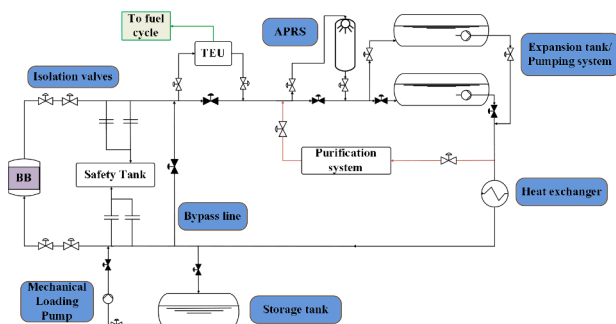 To fuel
cycle
APRS
TEU
Expansion tank/
Pumping system
Isolation valves
Purification
system
BB
Safety Tank
Heat exchanger
Bypass line
Mechanical
Loading
Pump
Storage tank